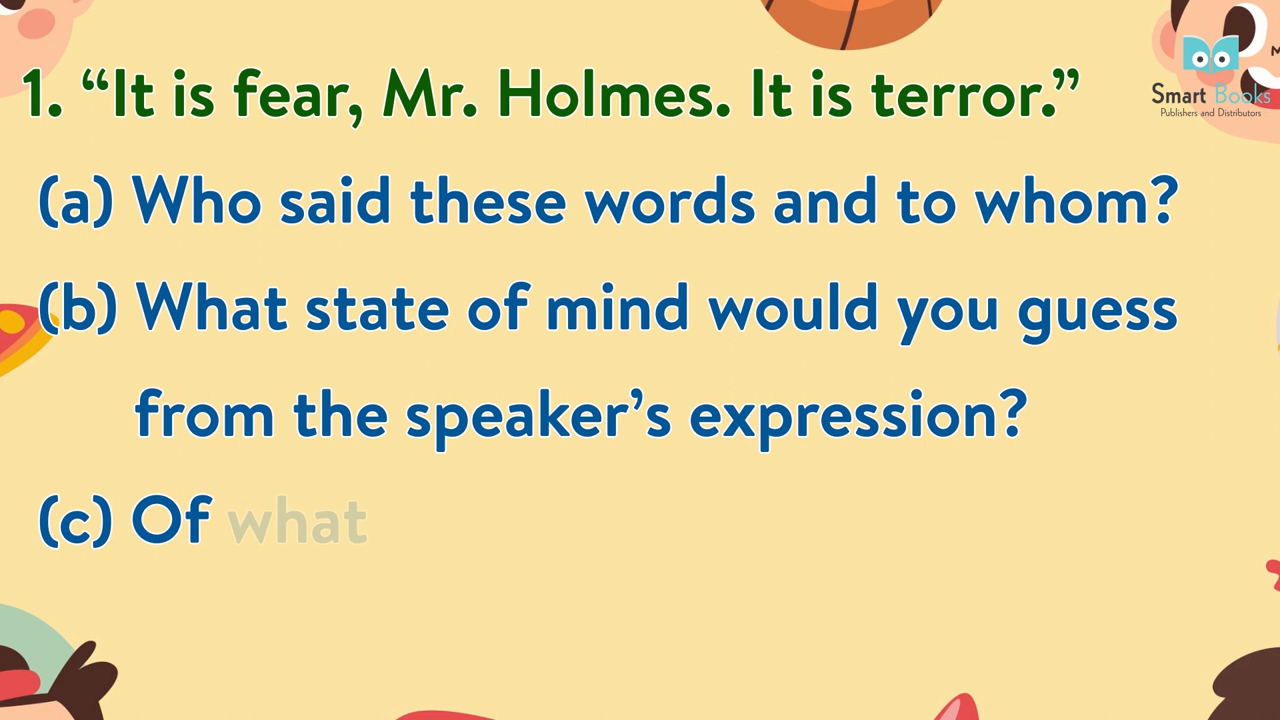 1. “It is fear, Mr. Holmes. It is terror.”
(a) Who said these words and to whom?
(b) What state of mind would you guess
from the speaker’s expression?
(c) Of what
Smart Books
Publishers and Distributors